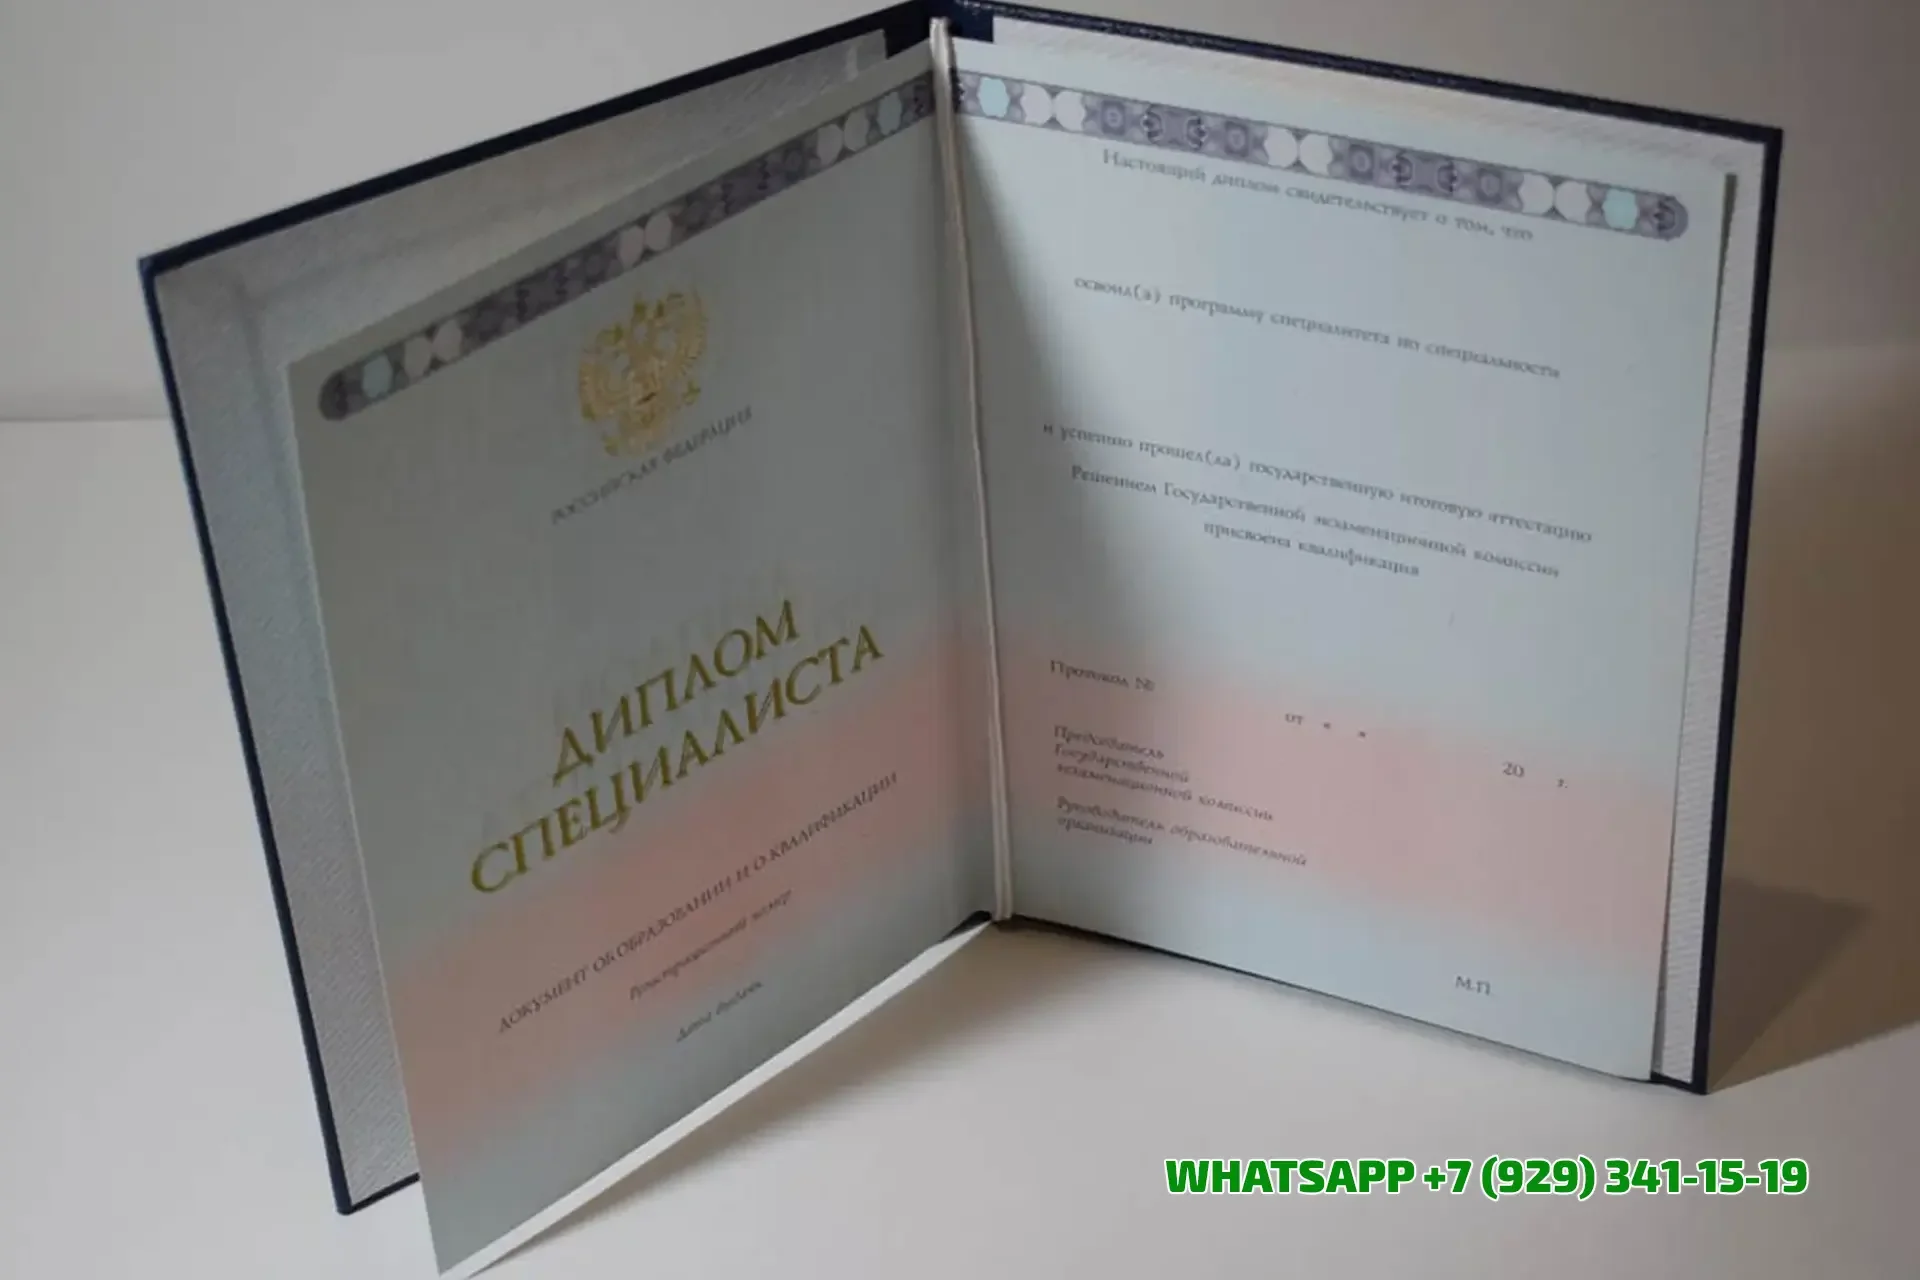 РОССИЙСКАЯ ФЕДЕРАЦИЯ
ДИПЛОМ
СПЕЦИАЛИСТА
ДОКУМЕНТ ОБ ОБРАЗОВАНИИ И О КВАЛИФИКАЦИИ
Регистрационный номер
Дата выдачи
Настоящий диплом свидетельствует о том, что
освоил(а) программу специалитета по специальности
и успешно прошел(ла) государственную итоговую аттестацию
Решением Государственной экзаменационной комиссии
присвоена квалификация
Протокол №
от « » 20 г.
Председатель
Государственной
экзаменационной комиссии
Руководитель образовательной
организации
М.П.
WHATSAPP +7 (929) 341-15-19